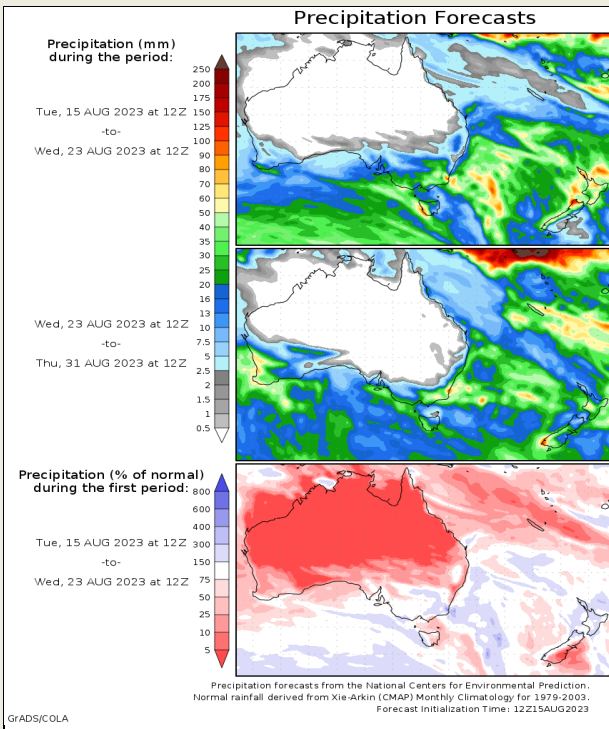 Precipitation Forecasts
Precipitation (mm)
during the period:
Tue, 15 AUG 2023 at 12Z
-to-
Wed, 23 AUG 2023 at 12Z
250
200
175
150
125
100
90
80
70
60
50
40
35
30
25
20
16
13
10
7.5
5
2.5
2
1.5
1
0.5
Wed, 23 AUG 2023 at 12Z
-to-
Thu, 31 AUG 2023 at 12Z
Precipitation (% of normal)
during the first period:
Tue, 15 AUG 2023 at 12Z
-to-
Wed, 23 AUG 2023 at 12Z
800
600
400
300
150
75
50
25
10
5
Precipitation forecasts from the National Centers for Environmental Prediction.
Normal rainfall derived from Xie-Arkin (CMAP) Monthly Climatology for 1979-2003.
Forecast Initialization Time: 12Z15AUG2023
GrADS/COLA